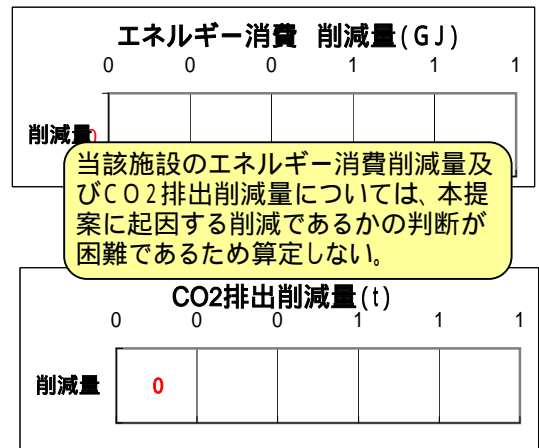 エネルギー消費 削減量(GJ)
0 0 0 1 1 1
削減量 0
当該施設のエネルギー消費削減量及
びCO2排出削減量については、本提
案に起因する削減であるかの判断が
困難であるため算定しない。
CO2排出削減量(t)
0 0 0 1 1 1
削減量 0